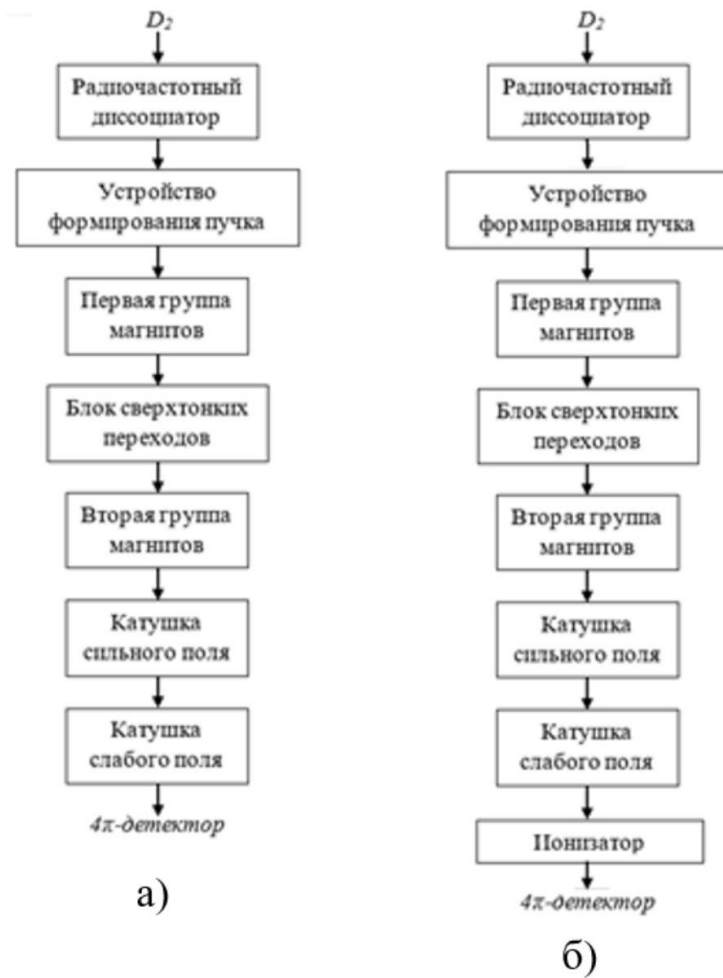 D2
Радиочастотный
диссоциатор
Устройство
формирования пучка
Первая группа
магнитов
Блок сверхтонких
переходов
Вторая группа
магнитов
Катушка
сильного поля
Катушка
слабого поля
4π-детектор
а)
D2
Радиочастотный
диссоциатор
Устройство
формирования пучка
Первая группа
магнитов
Блок сверхтонких
переходов
Вторая группа
магнитов
Катушка
сильного поля
Катушка
слабого поля
Ионизатор
4π-детектор
б)